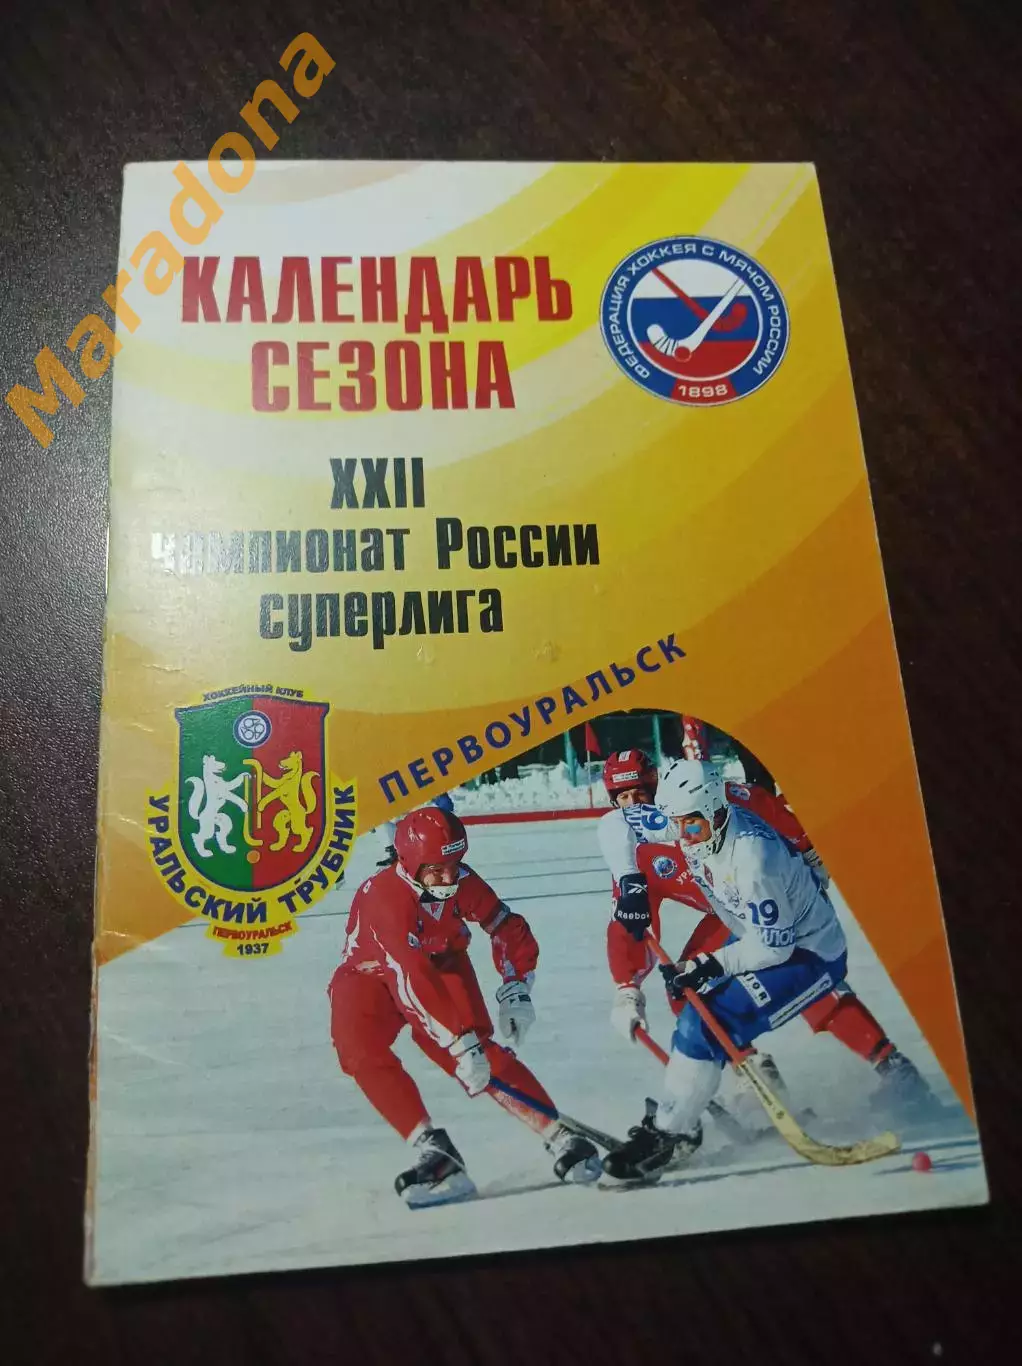 Maradona
КАЛЕНДАРЬ
СЕЗОНА
ФЕДЕРАЦИЯ ХОККЕЯ С МЯЧОМ РОССИИ
1898
XXII
чемпионат России
суперлига
ПЕРВОУРАЛЬСК
ХОККЕЙНЫЙ КЛУБ
УРАЛЬСКИЙ ТРУБНИК
ПЕРВОУРАЛЬСК
1937
Reebok
19